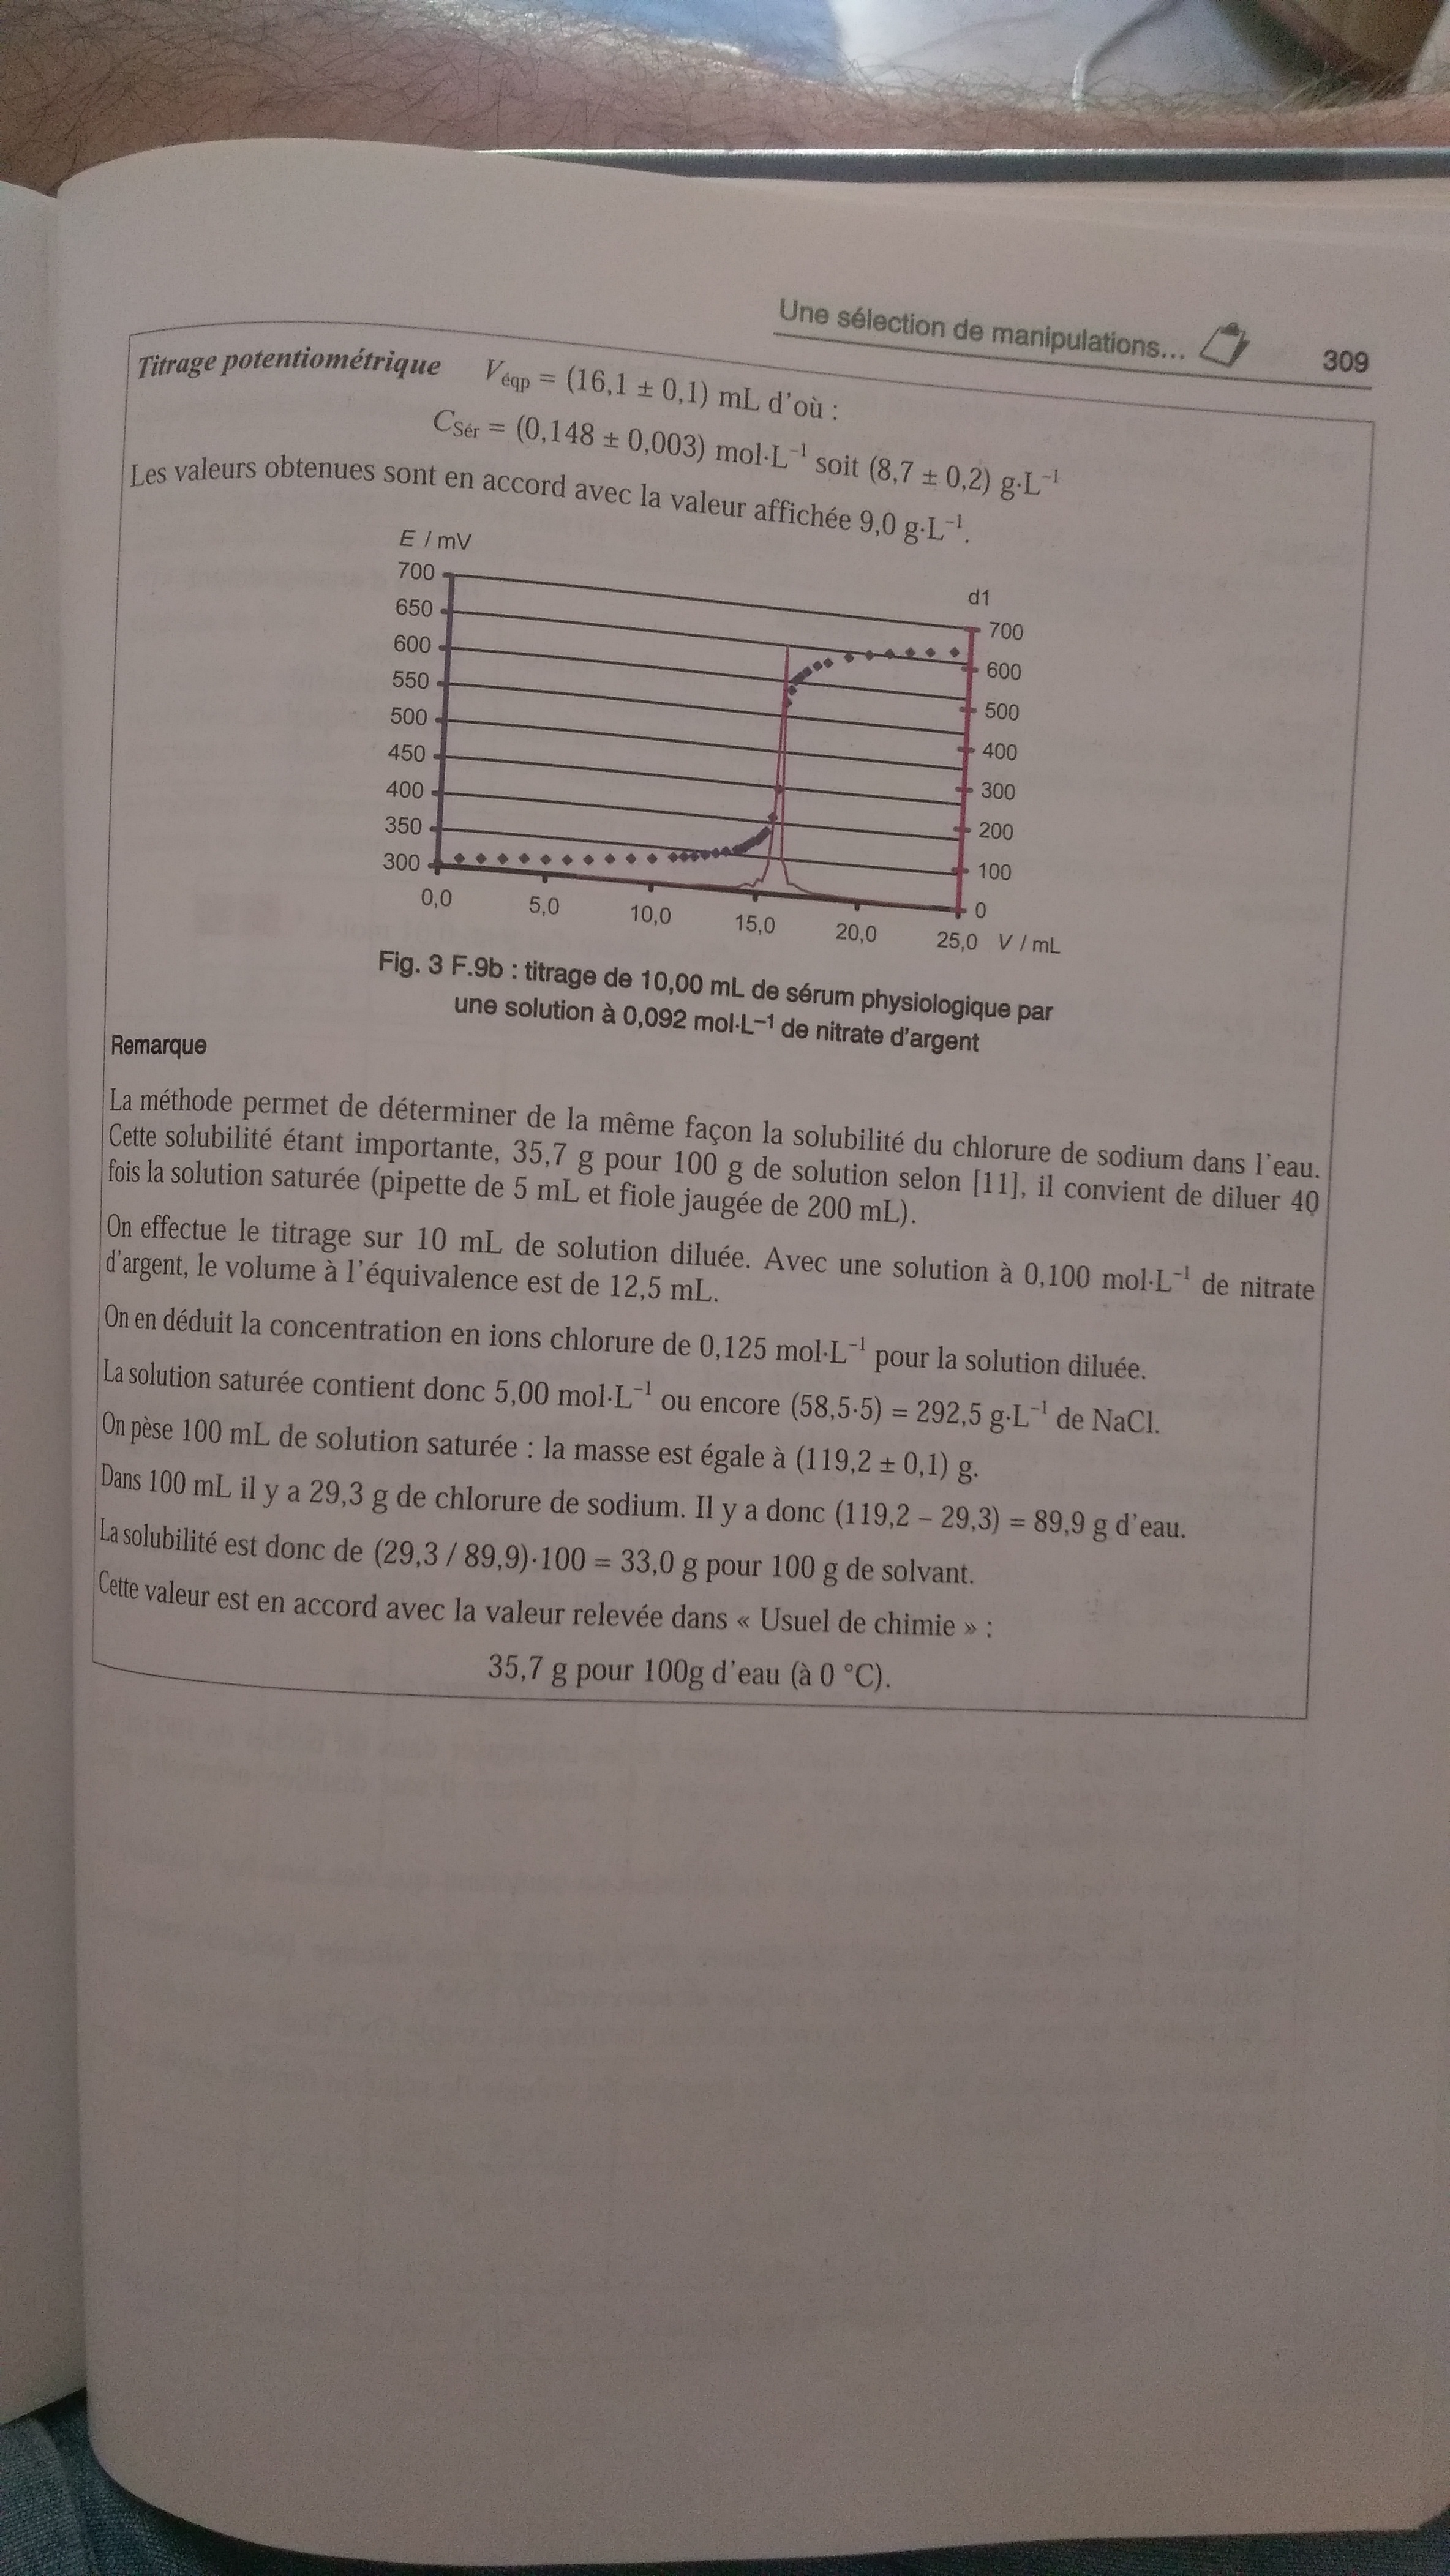 Une sélection de manipulations... 309
Titrage potentiométrique V éqp = (16,1 ± 0,1) mL d'où :
CSér = (0,148 ± 0,003) mol·L⁻¹ soit (8,7 ± 0,2) g·L⁻¹
Les valeurs obtenues sont en accord avec la valeur affichée 9,0 g·L⁻¹.
E / mV
d1
700
650
600
550
500
450
400
350
300
700
600
500
400
300
200
100
0
0,0 5,0 10,0 15,0 20,0 25,0 V / mL
Fig. 3 F.9b : titrage de 10,00 mL de sérum physiologique par
une solution à 0,092 mol·L⁻¹ de nitrate d'argent
Remarque
La méthode permet de déterminer de la même façon la solubilité du chlorure de sodium dans l'eau.
Cette solubilité étant importante, 35,7 g pour 100 g de solution selon [11], il convient de diluer 40
fois la solution saturée (pipette de 5 mL et fiole jaugée de 200 mL).
On effectue le titrage sur 10 mL de solution diluée. Avec une solution à 0,100 mol·L⁻¹ de nitrate
d'argent, le volume à l'équivalence est de 12,5 mL.
On en déduit la concentration en ions chlorure de 0,125 mol·L⁻¹ pour la solution diluée.
La solution saturée contient donc 5,00 mol·L⁻¹ ou encore (58,5·5) = 292,5 g·L⁻¹ de NaCl.
On pèse 100 mL de solution saturée : la masse est égale à (119,2 ± 0,1) g.
Dans 100 mL il y a 29,3 g de chlorure de sodium. Il y a donc (119,2 – 29,3) = 89,9 g d'eau.
La solubilité est donc de (29,3 / 89,9)·100 = 33,0 g pour 100 g de solvant.
Cette valeur est en accord avec la valeur relevée dans « Usuel de chimie » :
35,7 g pour 100g d'eau (à 0 °C).